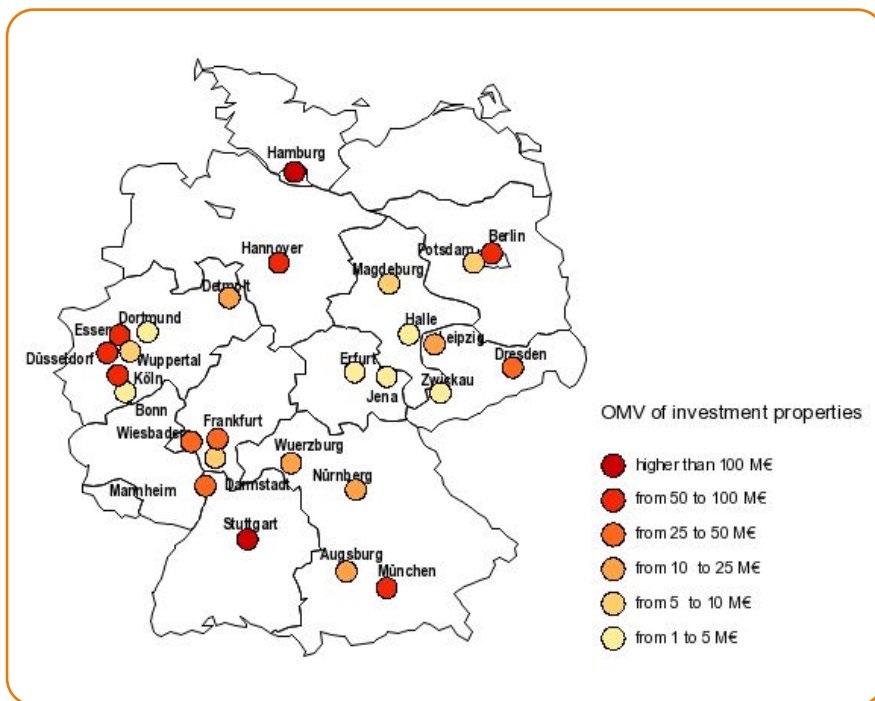 Hamburg
Hannover
Berlin
Potsdam
Magdeburg
Detmolt
Dortmund
Essen
Halle
Leipzig
Düsseldorf
Wuppertal
Erfurt
Dresden
Köln
Jena
Zwickau
Bonn
Frankfurt
Wiesbaden
Wuerzburg
Nürnberg
Mannheim
Darmstadt
Stuttgart
Augsburg
München
OMV of investment properties
higher than 100 M€
from 50 to 100 M€
from 25 to 50 M€
from 10 to 25 M€
from 5 to 10 M€
from 1 to 5 M€